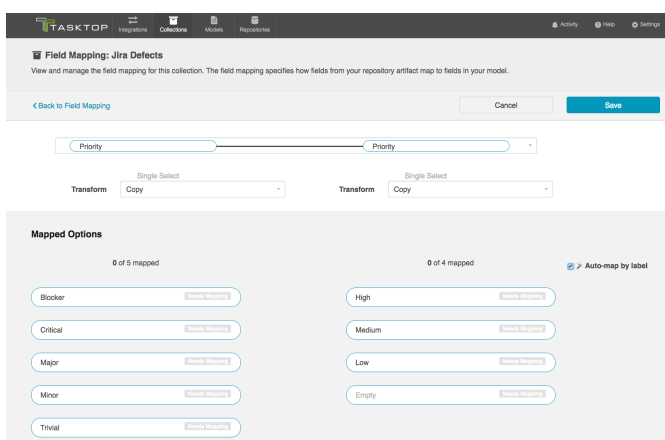 TASKTOP
Integrations
Collections
Models
Repositories
Activity
Help
Settings
Field Mapping: Jira Defects
View and manage the field mapping for this collection. The field mapping specifies how fields from your repository artifact map to fields in your model.
Back to Field Mapping
Cancel
Save
Priority
Priority
Single Select
Single Select
Transform
Copy
Transform
Copy
Mapped Options
0 of 5 mapped
0 of 4 mapped
Auto-map by label
Blocker
Needs Mapping
High
Needs Mapping
Critical
Needs Mapping
Medium
Needs Mapping
Major
Needs Mapping
Low
Needs Mapping
Minor
Needs Mapping
Empty
Needs Mapping
Trivial
Needs Mapping